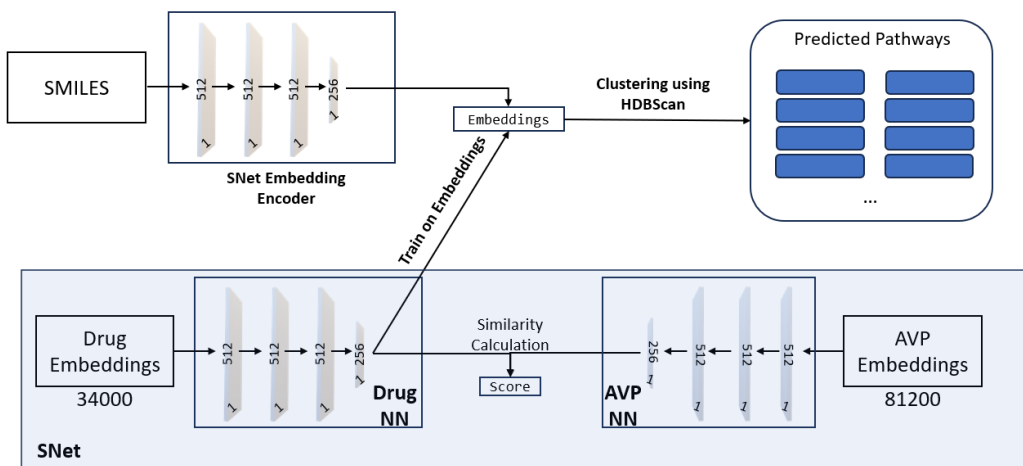 SMILES
512
1
512
1
512
1
256
1
SNet Embedding
Encoder
Embeddings
Clustering using
HDBScan
Predicted Pathways
...
Train on Embeddings
Drug
Embeddings
34000
512
1
512
1
512
1
256
1
Drug
NN
Similarity
Calculation
Score
256
1
512
1
512
1
512
1
AVP
NN
AVP
Embeddings
81200
SNet